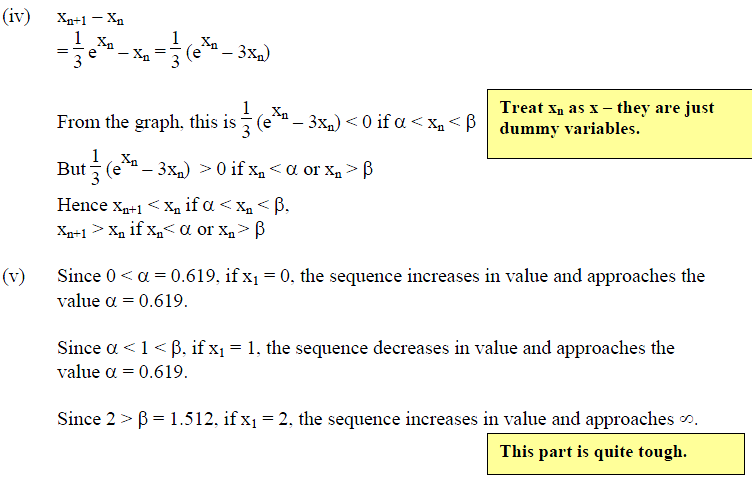 (iv) xₙ₊₁ – xₙ
= 1/3 e^xₙ – xₙ = 1/3 (e^xₙ – 3xₙ)
From the graph, this is 1/3 (e^xₙ – 3xₙ) < 0 if α < xₙ < β
Treat xₙ as x – they are just
dummy variables.
But 1/3 (e^xₙ – 3xₙ) > 0 if xₙ < α or xₙ > β
Hence xₙ₊₁ < xₙ if α < xₙ < β,
xₙ₊₁ > xₙ if xₙ< α or xₙ> β
(v) Since 0 < α = 0.619, if x₁ = 0, the sequence increases in value and approaches the
value α = 0.619.
Since α < 1 < β, if x₁ = 1, the sequence decreases in value and approaches the
value α = 0.619.
Since 2 > β = 1.512, if x₁ = 2, the sequence increases in value and approaches ∞.
This part is quite tough.